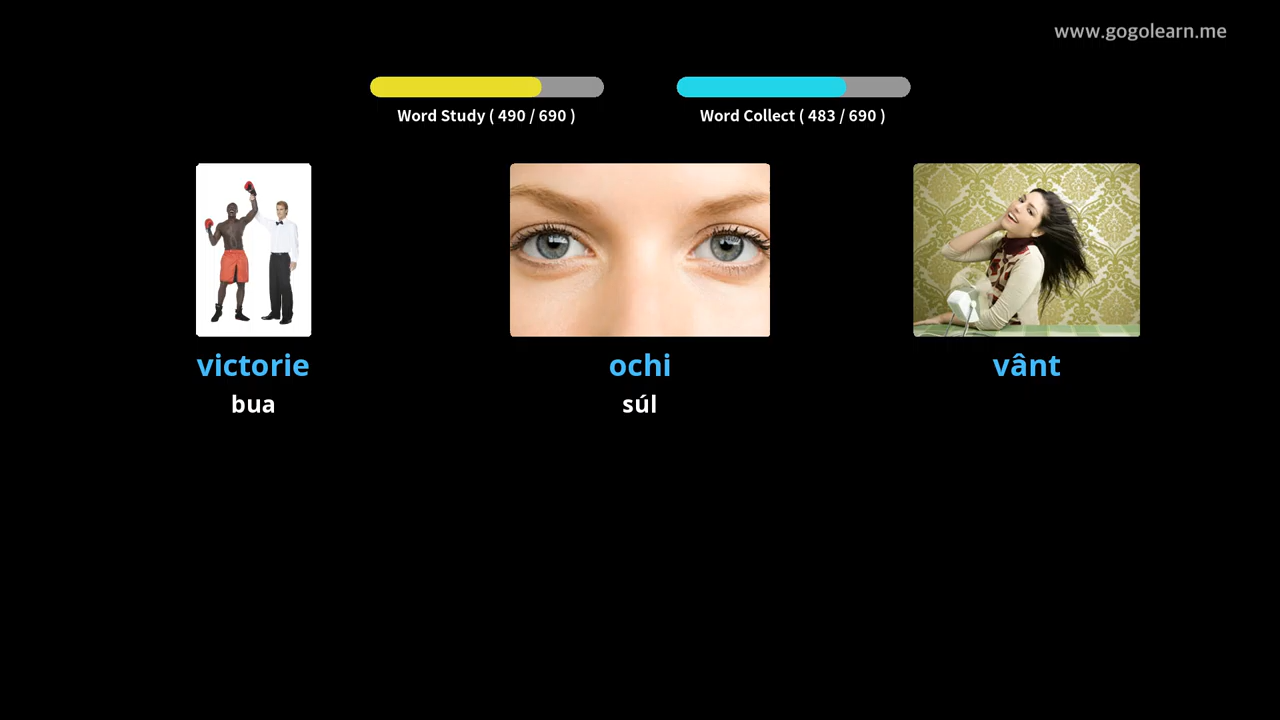 www.gogolearn.me
Word Study ( 490 / 690 )
Word Collect ( 483 / 690 )
victorie
ochi
vânt
bua
súl